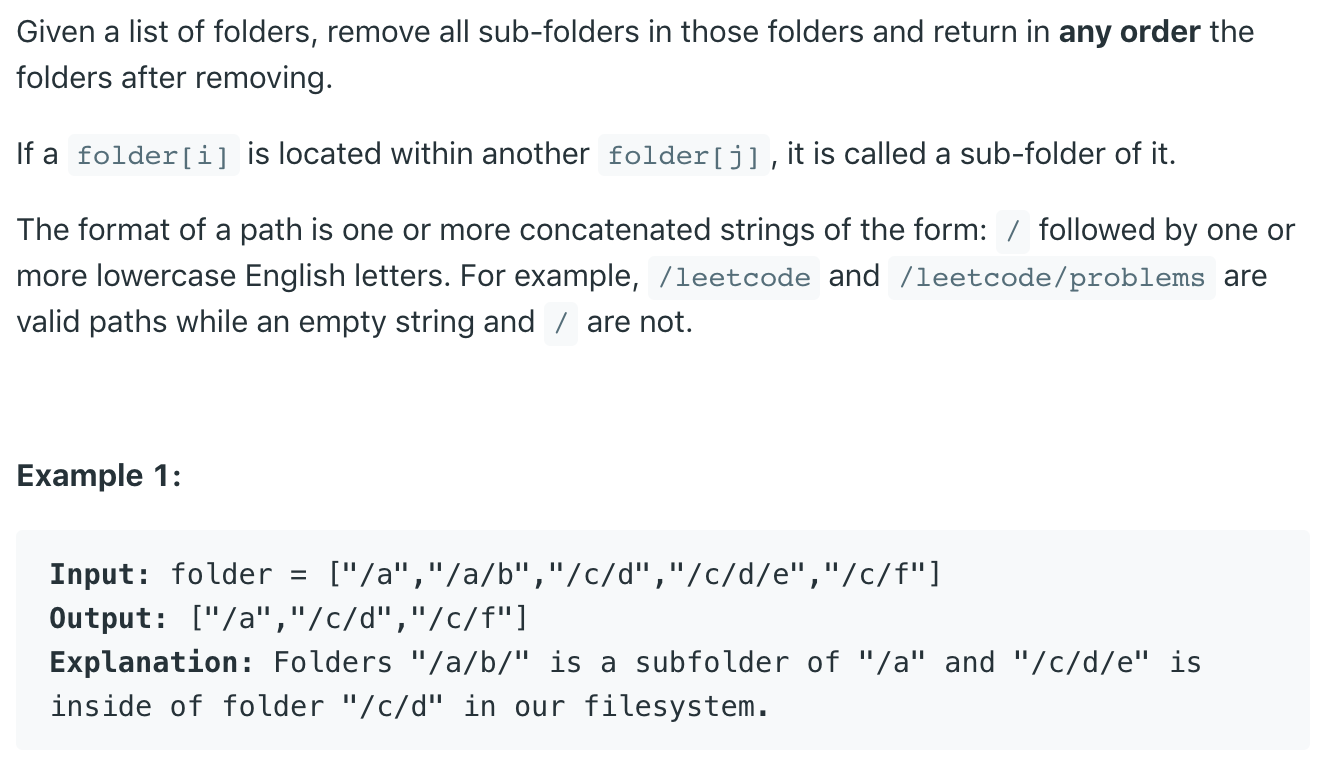 Given a list of folders, remove all sub-folders in those folders and return in any order the
folders after removing.
If a folder[i] is located within another folder[j], it is called a sub-folder of it.
The format of a path is one or more concatenated strings of the form: / followed by one or
more lowercase English letters. For example, /leetcode and /leetcode/problems are
valid paths while an empty string and / are not.
Example 1:
Input: folder = ["/a","/a/b","/c/d","/c/d/e","/c/f"]
Output: ["/a","/c/d","/c/f"]
Explanation: Folders "/a/b/" is a subfolder of "/a" and "/c/d/e" is
inside of folder "/c/d" in our filesystem.